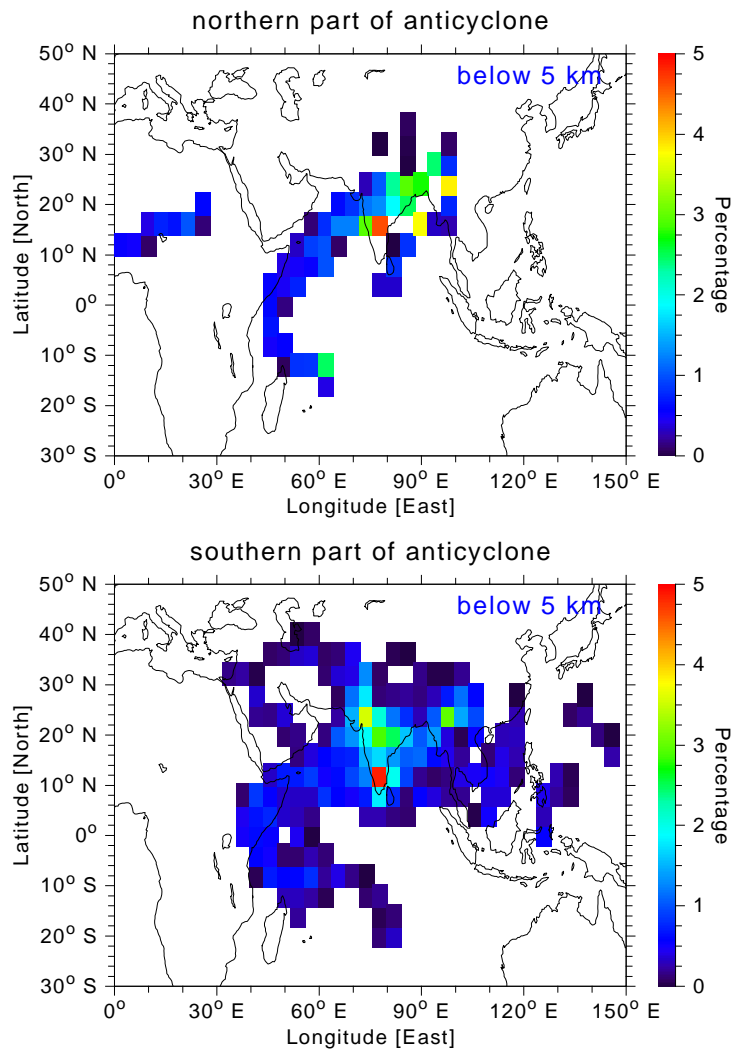 northern part of anticyclone
below 5 km
50° N
40° N
30° N
20° N
10° N
0°
10° S
20° S
30° S
Latitude [North]
0° 30° E 60° E 90° E 120° E 150° E
Longitude [East]
5
4
3
2
1
0
Percentage
southern part of anticyclone
below 5 km
50° N
40° N
30° N
20° N
10° N
0°
10° S
20° S
30° S
Latitude [North]
0° 30° E 60° E 90° E 120° E 150° E
Longitude [East]
5
4
3
2
1
0
Percentage